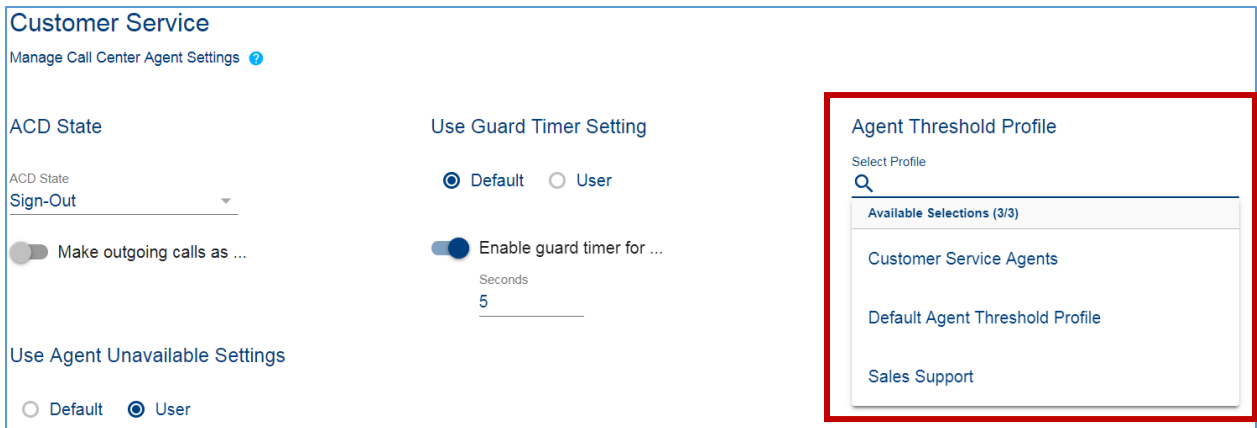 Customer Service
Manage Call Center Agent Settings ?
ACD State
ACD State
Sign-Out
Make outgoing calls as ...
Use Guard Timer Setting
Default User
Enable guard timer for ...
Seconds
5
Agent Threshold Profile
Select Profile
Available Selections (3/3)
Customer Service Agents
Default Agent Threshold Profile
Sales Support
Use Agent Unavailable Settings
Default User